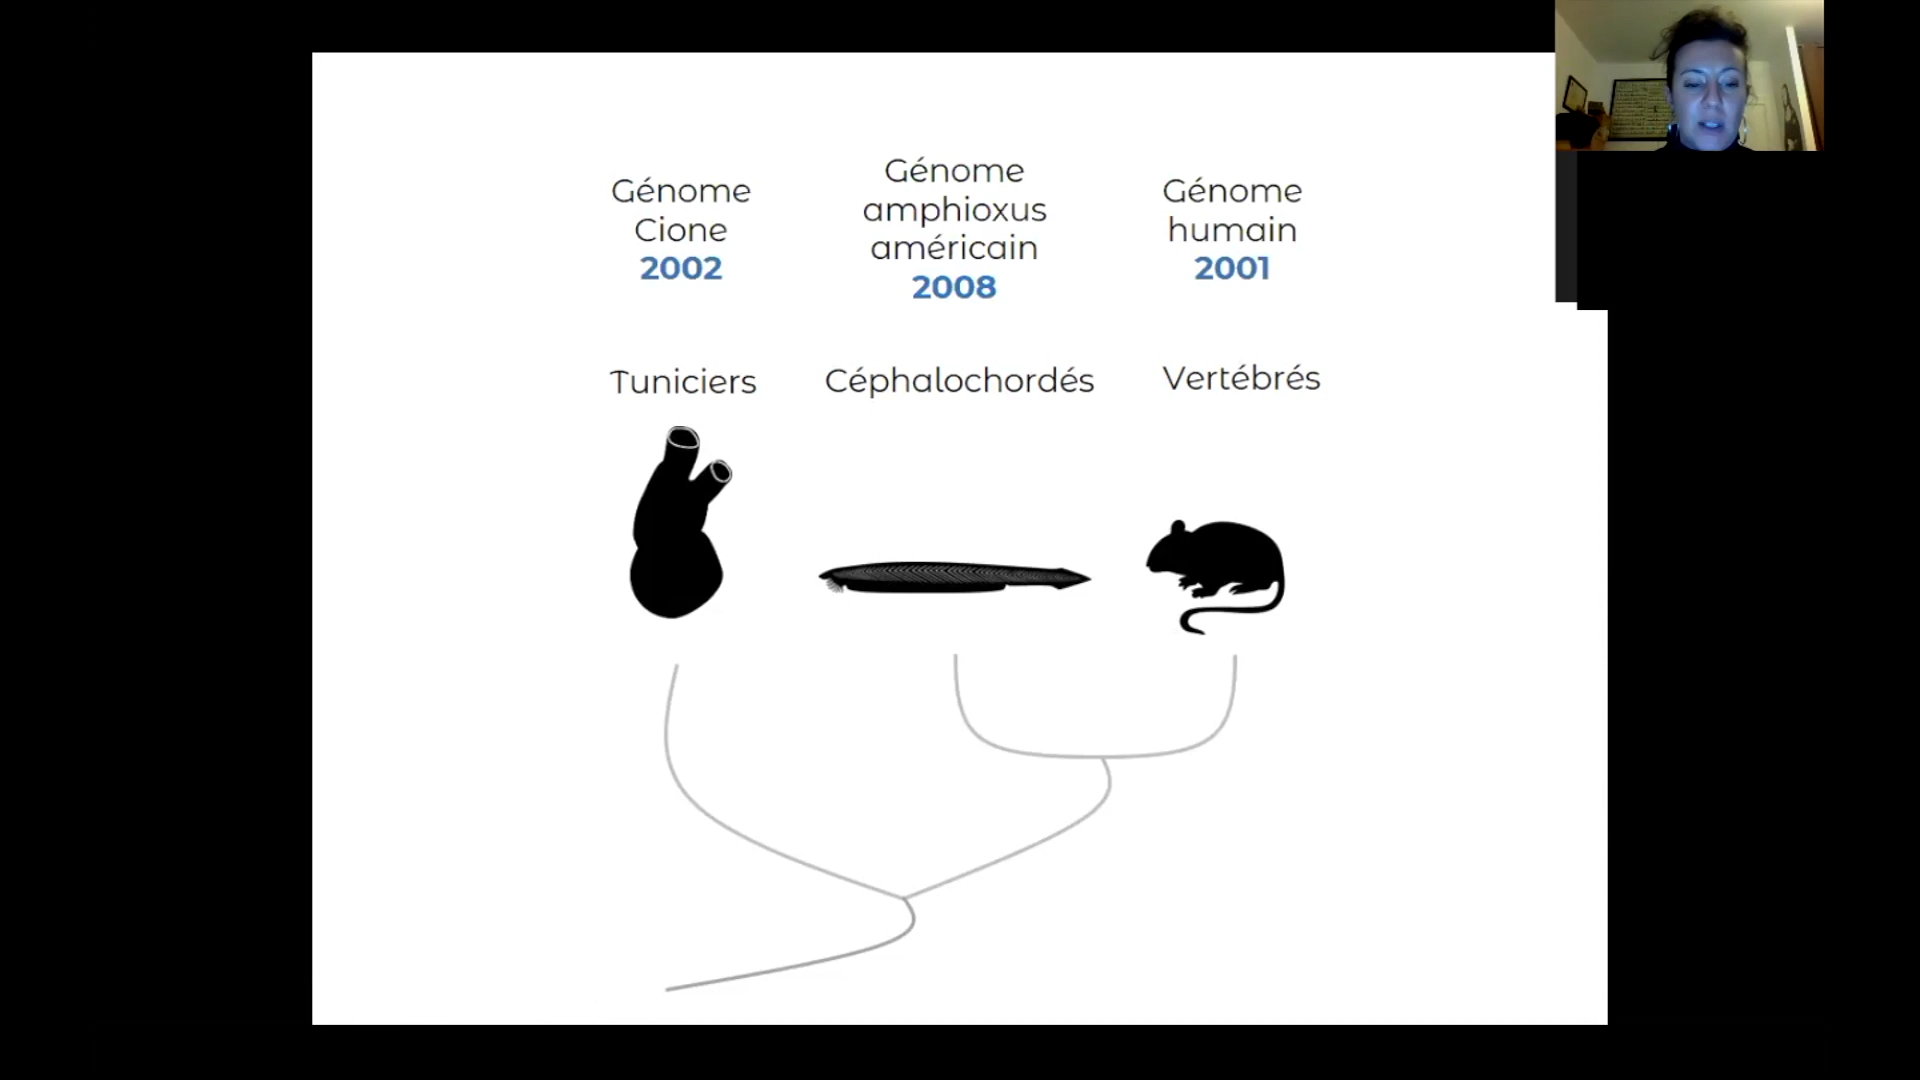 Génome
Cione
2002
Génome
amphioxus
américain
2008
Génome
humain
2001
Tuniciers
Céphalochordés
Vertébrés